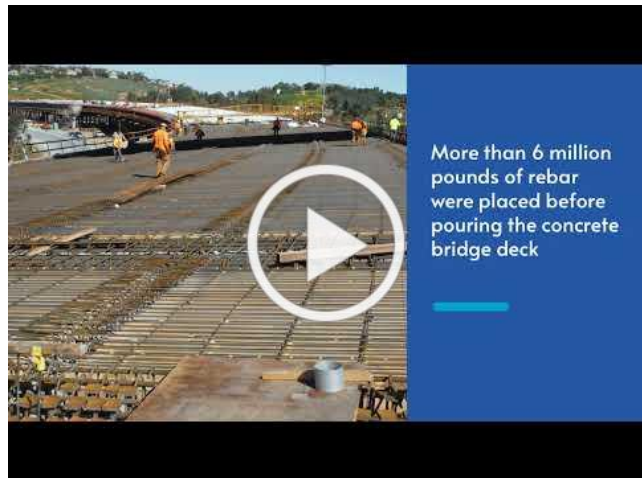 More than 6 million
pounds of rebar
were placed before
pouring the concrete
bridge deck